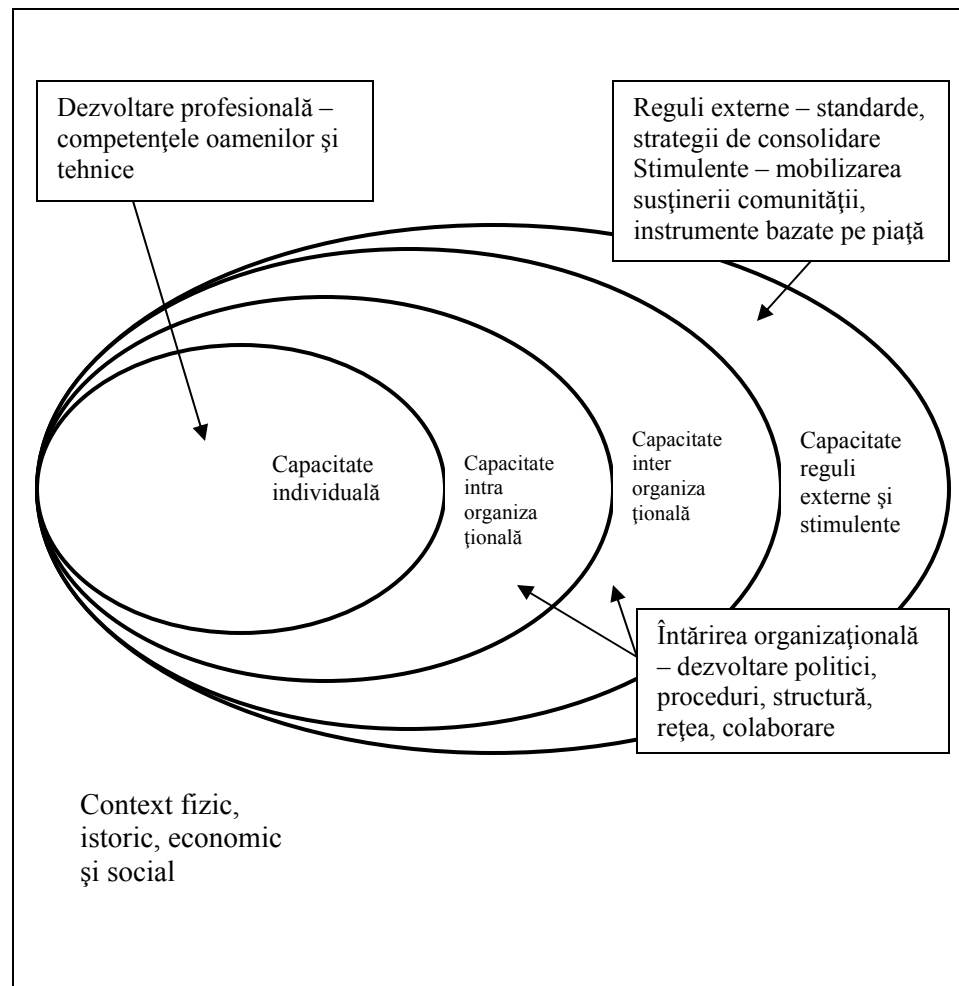 Dezvoltare profesională –
competenţele oamenilor şi
tehnice
Reguli externe – standarde,
strategii de consolidare
Stimulente – mobilizarea
susţinerii comunităţii,
instrumente bazate pe piaţă
Capacitate
individuală
Capacitate
intra
organiza
ţională
Capacitate
inter
organiza
ţională
Capacitate
reguli
externe şi
stimulente
Întărirea organizaţională
– dezvoltare politici,
proceduri, structură,
reţea, colaborare
Context fizic,
istoric, economic
şi social